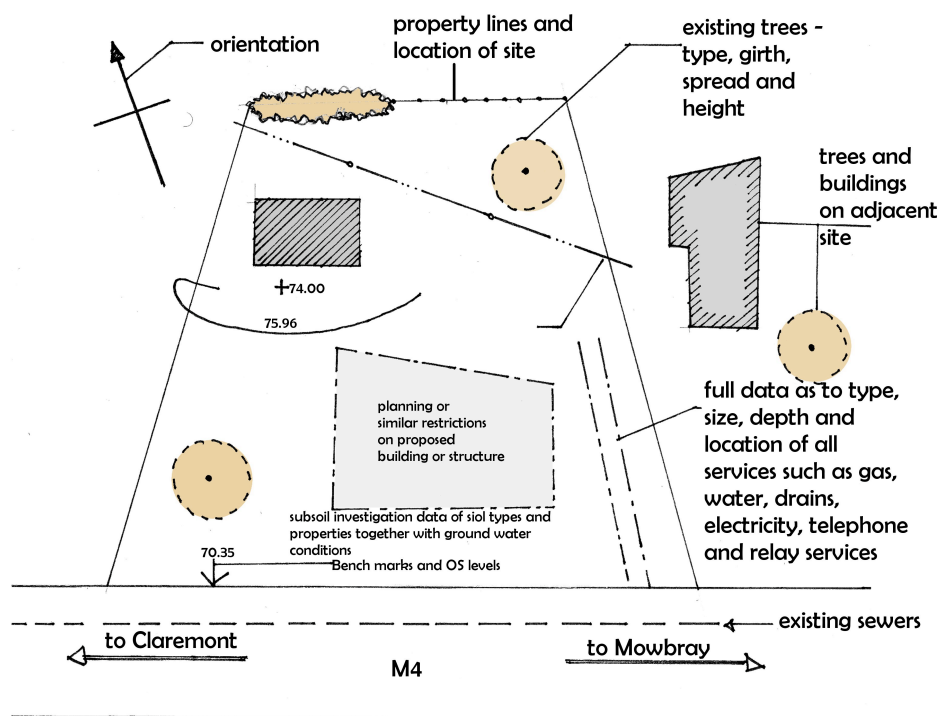 orientation
property lines and
location of site
existing trees -
type, girth,
spread and
height
trees and
buildings
on adjacent
site
74.00
75.96
planning or
similar restrictions
on proposed
building or structure
full data as to type,
size, depth and
location of all
services such as gas,
water, drains,
electricity, telephone
and relay services
subsoil investigation data of siol types and
properties together with ground water
conditions
70.35
Bench marks and OS levels
existing sewers
to Claremont
to Mowbray
M4